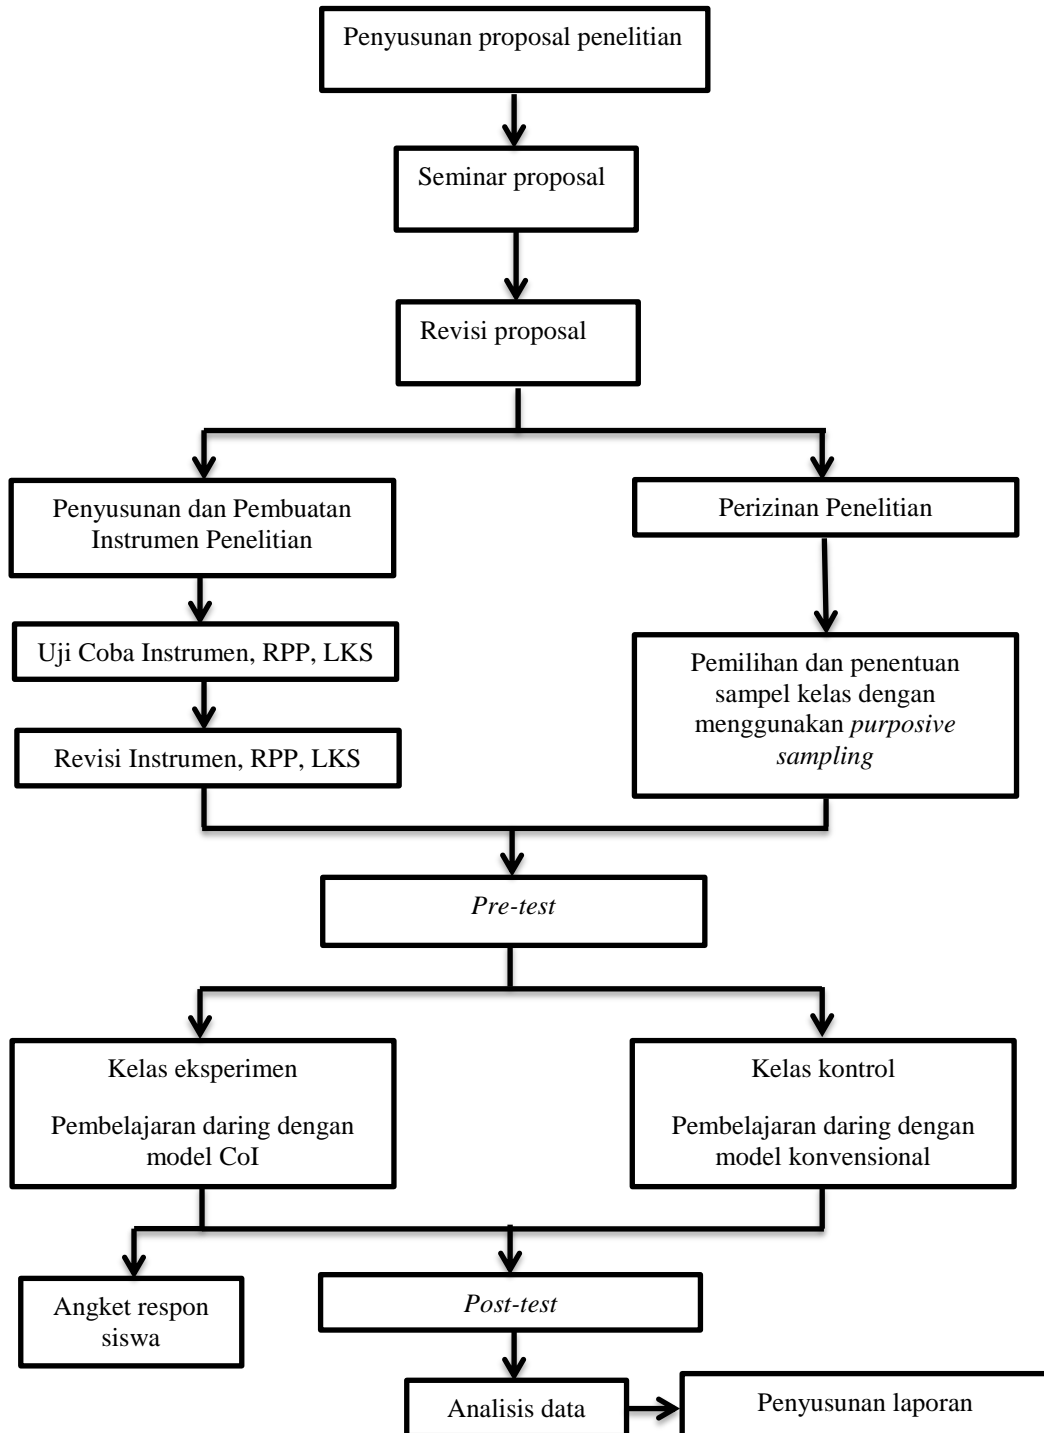 Penyusunan proposal penelitian
Seminar proposal
Revisi proposal
Penyusunan dan Pembuatan
Instrumen Penelitian
Perizinan Penelitian
Uji Coba Instrumen, RPP, LKS
Pemilihan dan penentuan
sampel kelas dengan
menggunakan purposive
sampling
Revisi Instrumen, RPP, LKS
Pre-test
Kelas eksperimen
Pembelajaran daring dengan
model CoI
Kelas kontrol
Pembelajaran daring dengan
model konvensional
Angket respon
siswa
Post-test
Analisis data
Penyusunan laporan